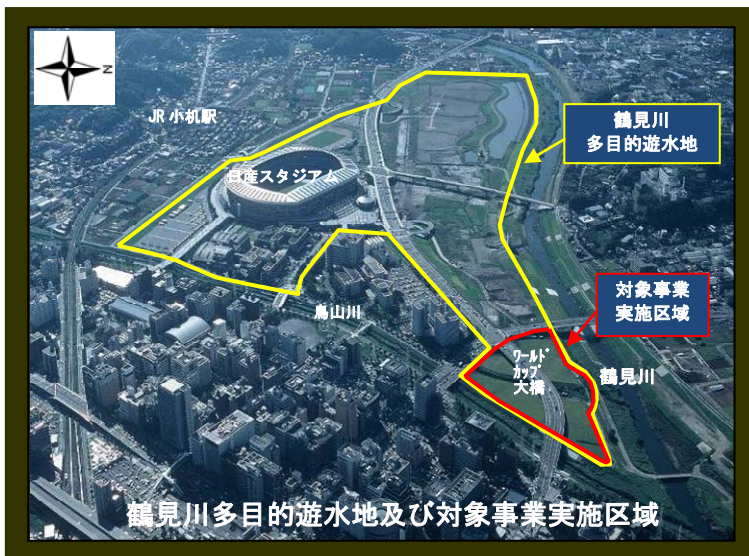 N
JR 小机駅
鶴見川
多目的遊水地
日産スタジアム
対象事業
実施区域
鳥山川
ワールド
カップ
大橋
鶴見川
鶴見川多目的遊水地及び対象事業実施区域